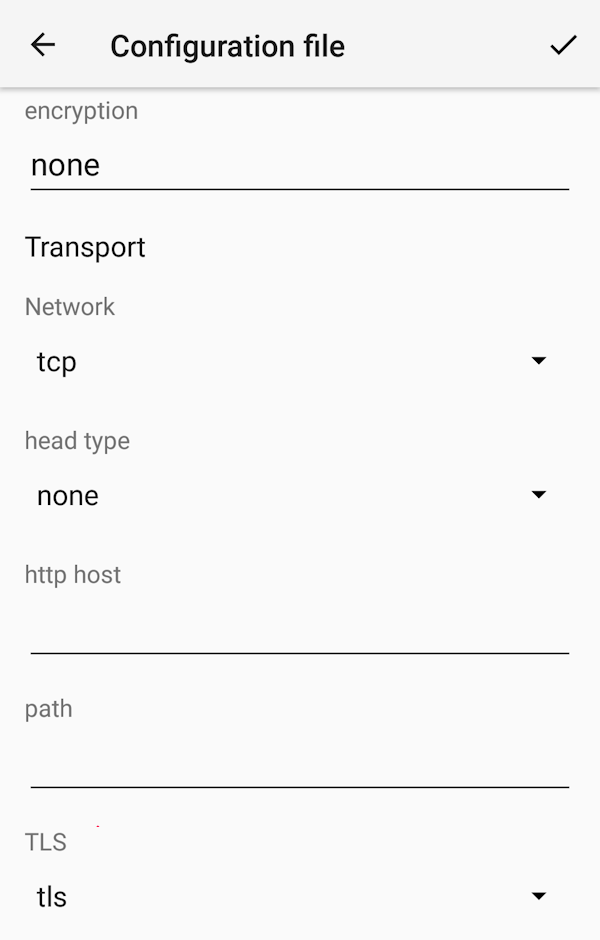 Configuration file
encryption
none
Transport
Network
tcp
head type
none
http host
path
TLS
tls